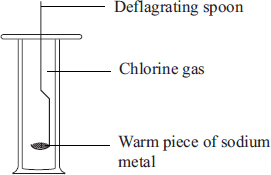 Deflagrating spoon
Chlorine gas
Warm piece of sodium
metal